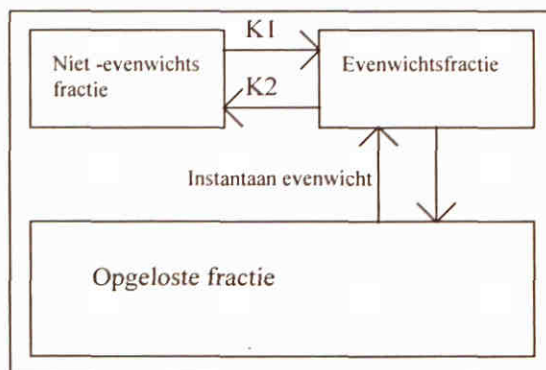 K1
Niet -evenwichts
fractie
Evenwichtsfractie
K2
Instantaan evenwicht
Opgeloste fractie